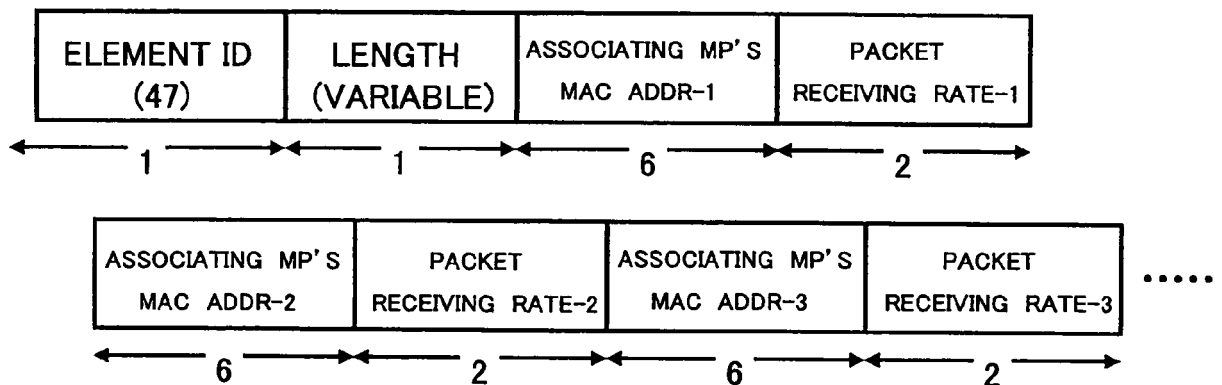 ELEMENT ID
(47)
LENGTH
(VARIABLE)
ASSOCIATING MP'S
MAC ADDR-1
PACKET
RECEIVING RATE-1
1
1
6
2
ASSOCIATING MP'S
MAC ADDR-2
PACKET
RECEIVING RATE-2
ASSOCIATING MP'S
MAC ADDR-3
PACKET
RECEIVING RATE-3
.....
6
2
6
2